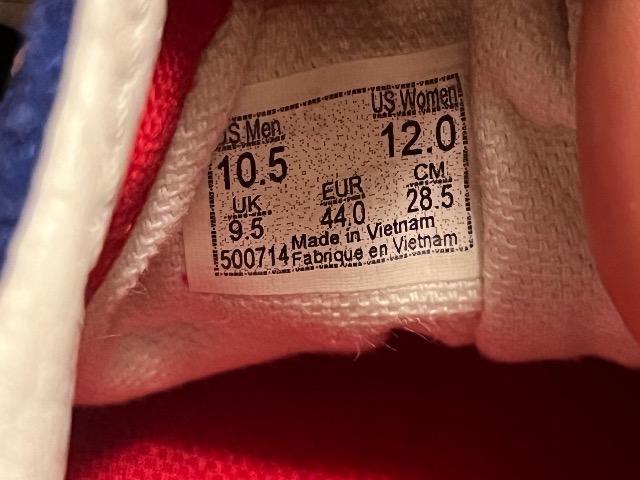 US Men US Women
10.5 12.0
UK EUR CM
9.5 44.0 28.5
Made in Vietnam
500714 Fabrique en Vietnam